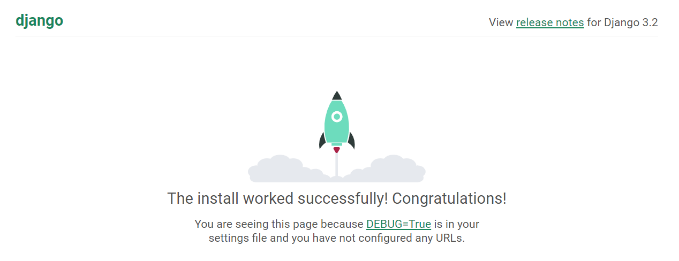 django
View release notes for Django 3.2
The install worked successfully! Congratulations!
You are seeing this page because DEBUG=True is in your
settings file and you have not configured any URLs.